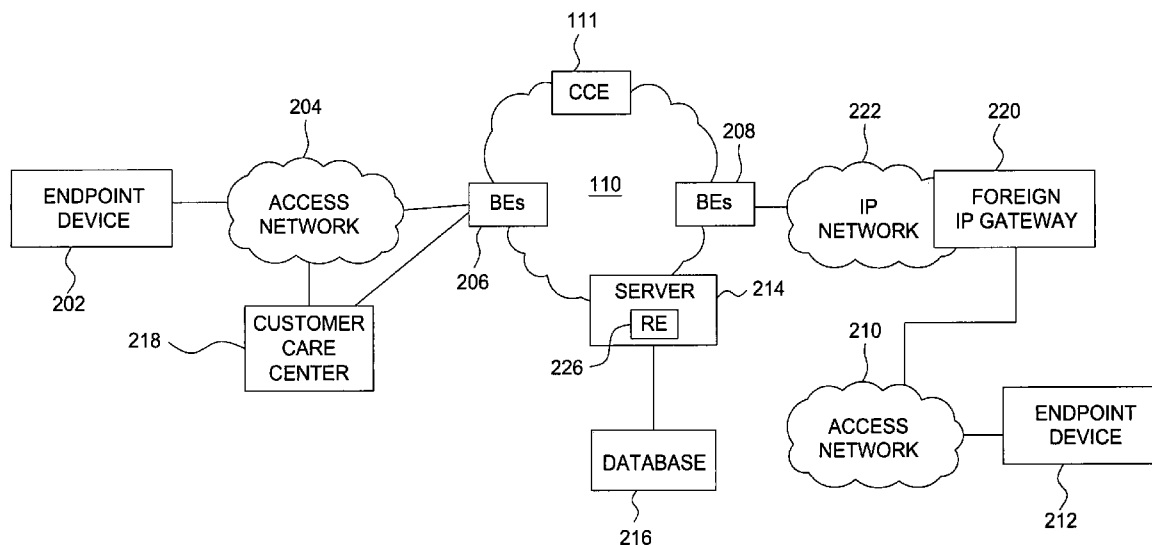 111
CCE
204
222
220
208
ENDPOINT
DEVICE
ACCESS
NETWORK
BEs
110
BEs
IP
NETWORK
FOREIGN
IP GATEWAY
202
206
SERVER
RE
214
218
CUSTOMER
CARE
CENTER
226
210
ACCESS
NETWORK
ENDPOINT
DEVICE
DATABASE
216
212